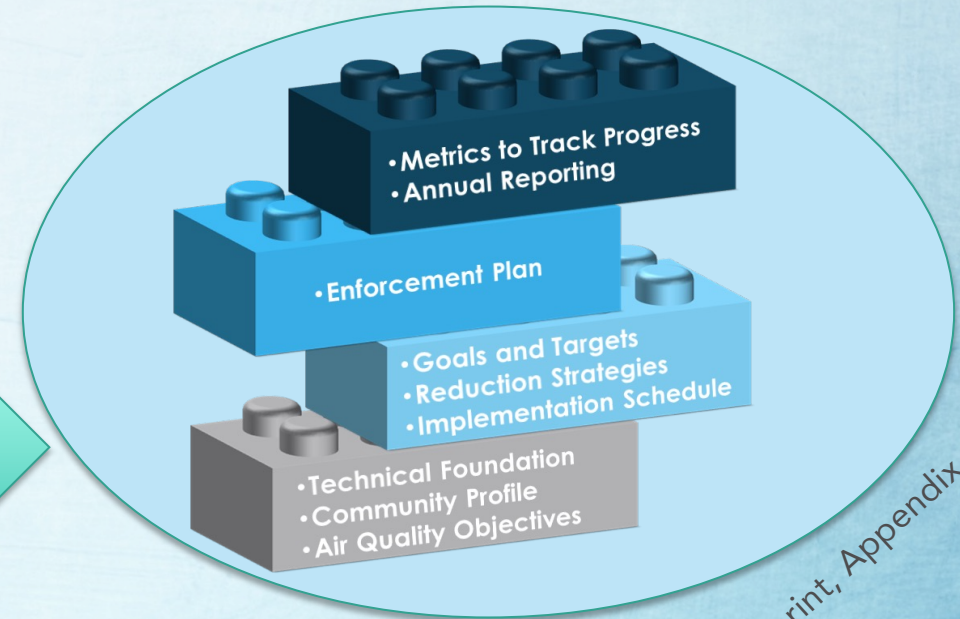 • Metrics to Track Progress
• Annual Reporting
• Enforcement Plan
• Goals and Targets
• Reduction Strategies
• Implementation Schedule
• Technical Foundation
• Community Profile
• Air Quality Objectives
Appendix